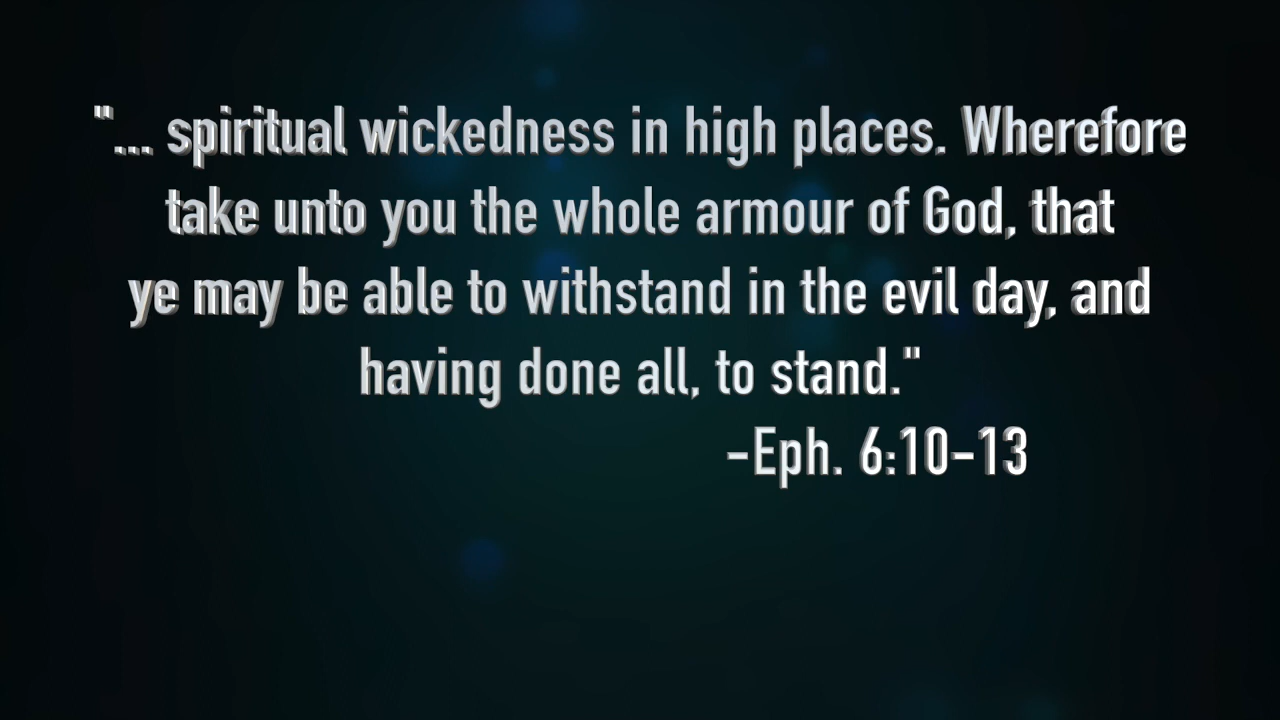 "... spiritual wickedness in high places. Wherefore
take unto you the whole armour of God, that
ye may be able to withstand in the evil day, and
having done all, to stand."
-Eph. 6:10-13